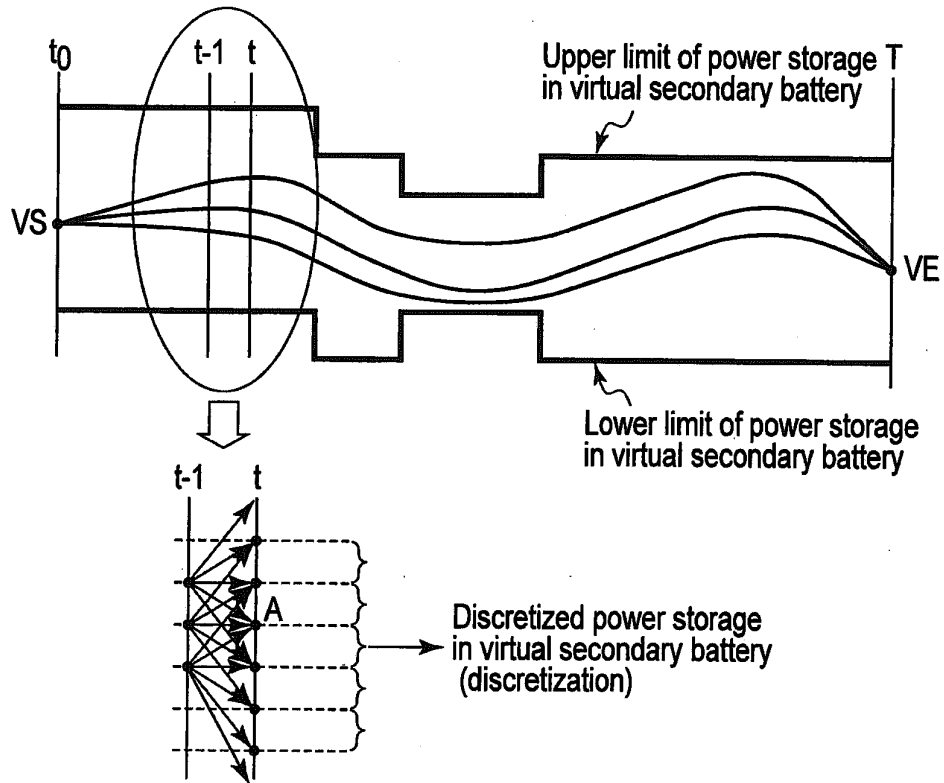 t0
t-1
t
Upper limit of power storage
in virtual secondary battery
T
VS
VE
Lower limit of power storage
in virtual secondary battery
t-1
t
A
Discretized power storage
in virtual secondary battery
(discretization)